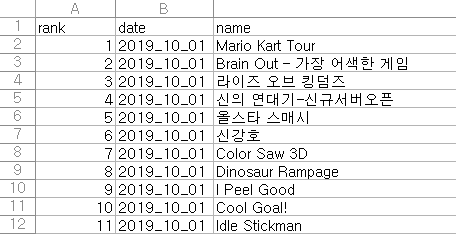 A B
1 rank date name
2 1 2019_10_01 Mario Kart Tour
3 2 2019_10_01 Brain Out - 가장 어색한 게임
4 3 2019_10_01 라이즈 오브 킹덤즈
5 4 2019_10_01 신의 연대기-신규서버오픈
6 5 2019_10_01 올스타 스매시
7 6 2019_10_01 신강호
8 7 2019_10_01 Color Saw 3D
9 8 2019_10_01 Dinosaur Rampage
10 9 2019_10_01 I Peel Good
11 10 2019_10_01 Cool Goal!
12 11 2019_10_01 Idle Stickman